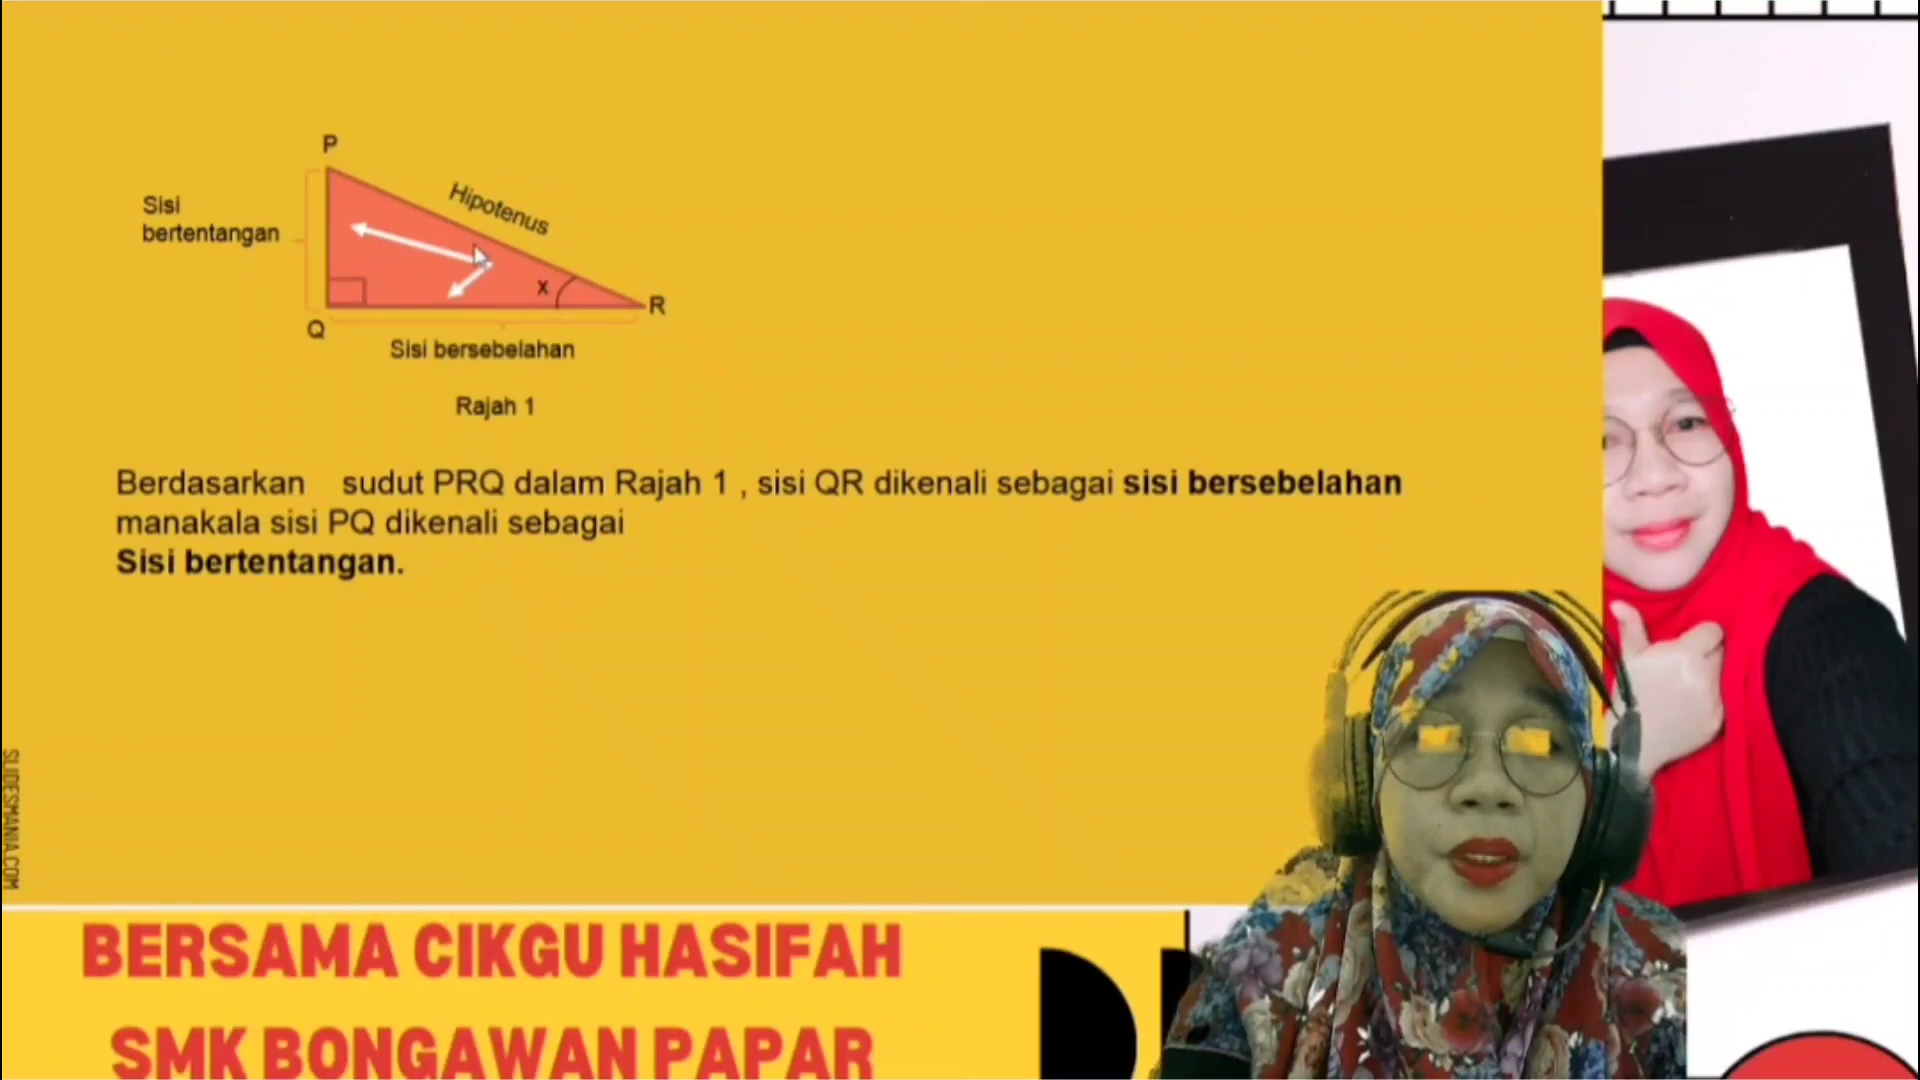 P
Sisi
bertentangan
Hipotenus
x
R
Q
Sisi bersebelahan
Rajah 1
Berdasarkan sudut PRQ dalam Rajah 1 , sisi QR dikenali sebagai sisi bersebelahan
manakala sisi PQ dikenali sebagai
Sisi bertentangan.
SLIDESMANIA.COM
BERSAMA CIKGU HASIFAH
SMK BONGAWAN PAPAR